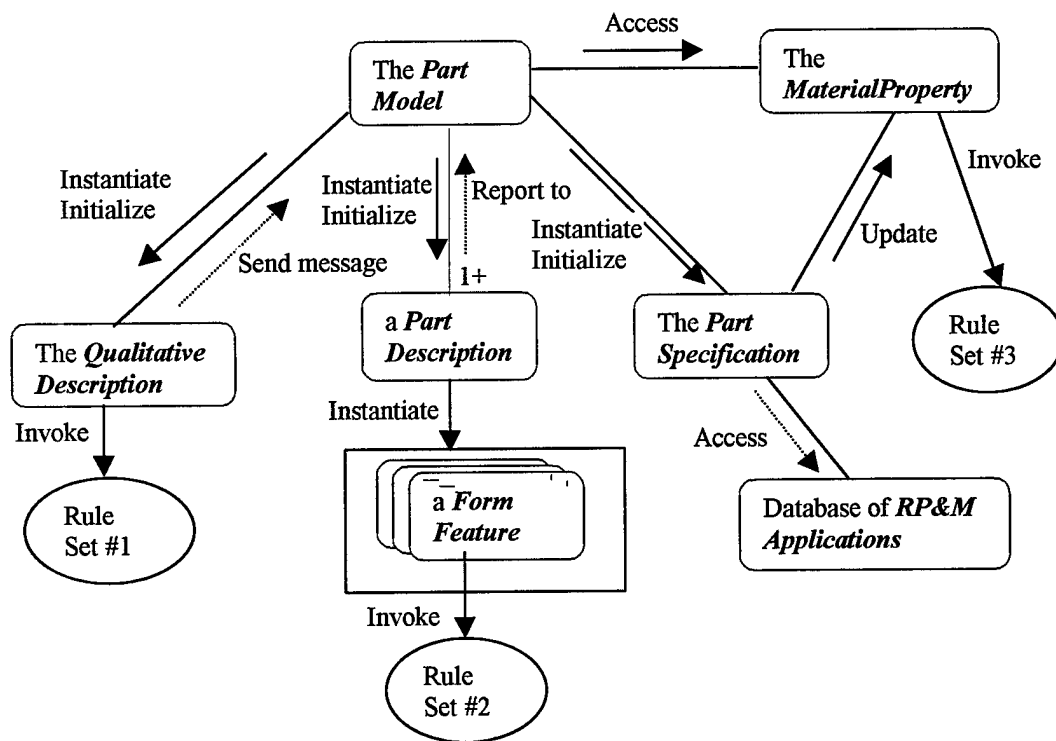 Access
The Part
Model
The
MaterialProperty
Instantiate
Initialize
Instantiate
Initialize
Report to
Instantiate
Initialize
Invoke
Update
Send message
1+
The Qualitative
Description
a Part
Description
The Part
Specification
Rule
Set #3
Invoke
Instantiate
Access
Rule
Set #1
a Form
Feature
Database of RP&M
Applications
Invoke
Rule
Set #2